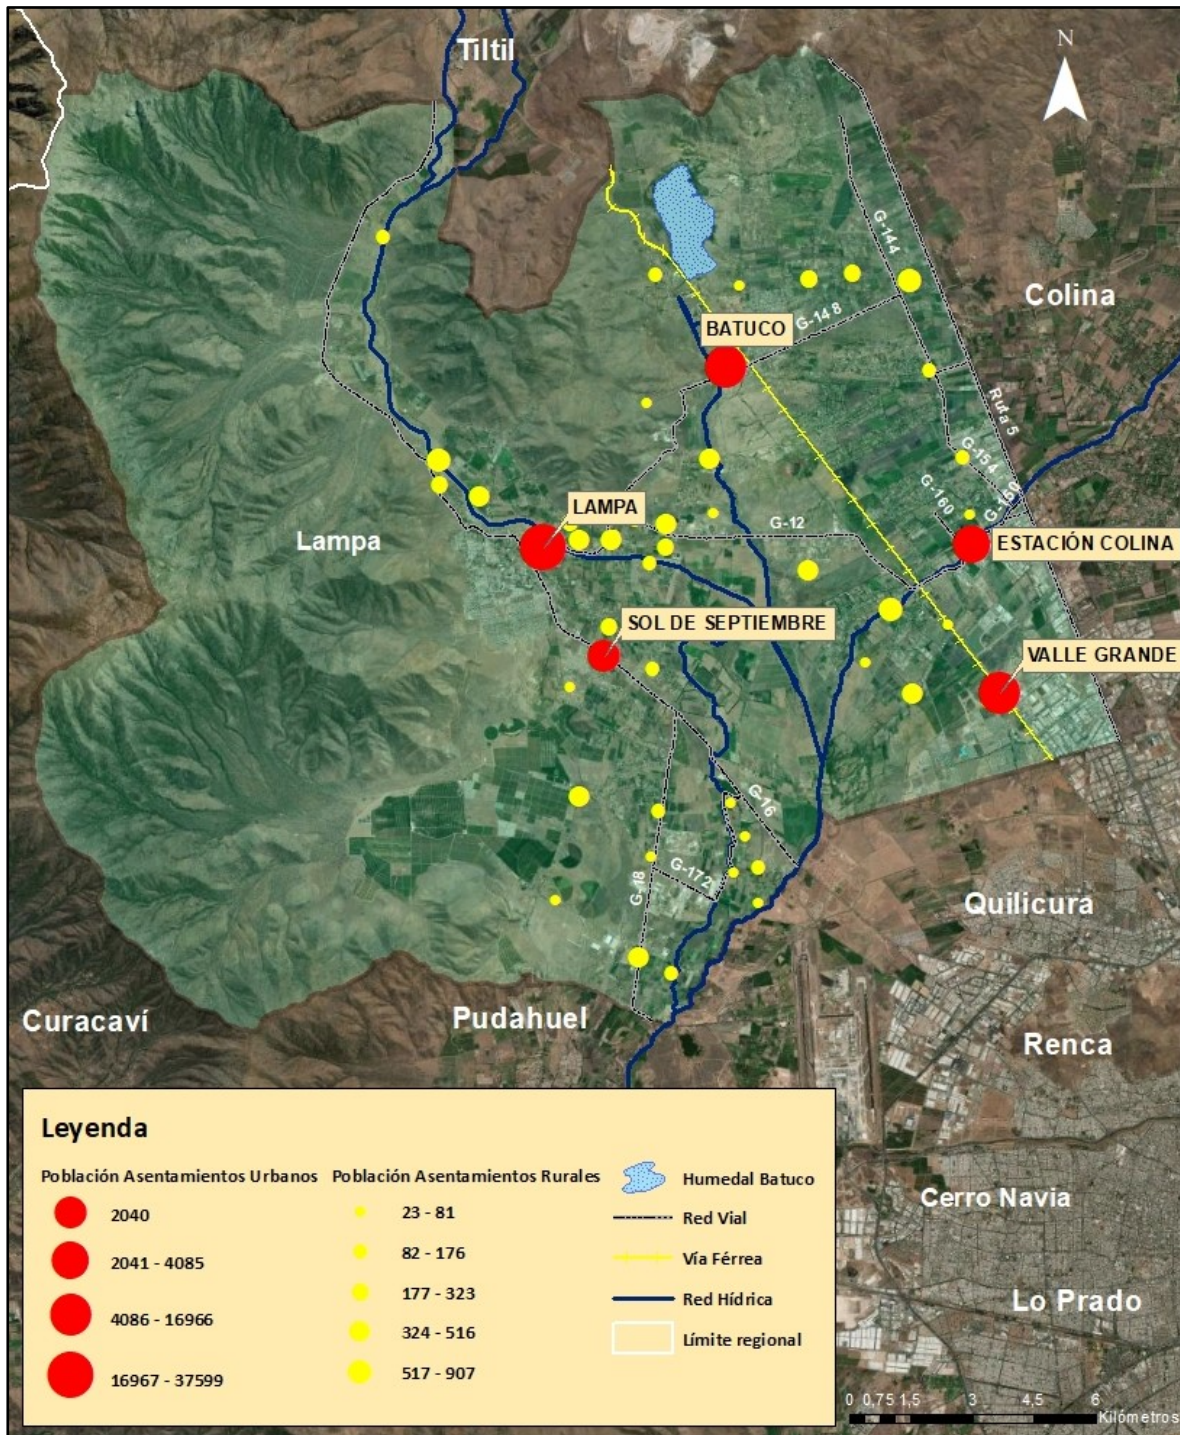 Tiltil
N
G-144
Colina
BATUCO
G-148
Ruta 5
G-154
G-150
G-160
LAMPA
Lampa
G-12
ESTACIÓN COLINA
SOL DE SEPTIEMBRE
VALLE GRANDE
G-16
G-172
G-18
Quilicura
Curacaví
Pudahuel
Renca
Cerro Navia
Lo Prado
Leyenda
Población Asentamientos Urbanos
2040
2041 - 4085
4086 - 16966
16967 - 37599
Población Asentamientos Rurales
23 - 81
82 - 176
177 - 323
324 - 516
517 - 907
Humedal Batuco
Red Vial
Vía Férrea
Red Hídrica
Límite regional
0 0,75 1,5 3 4,5 6
Kilómetros